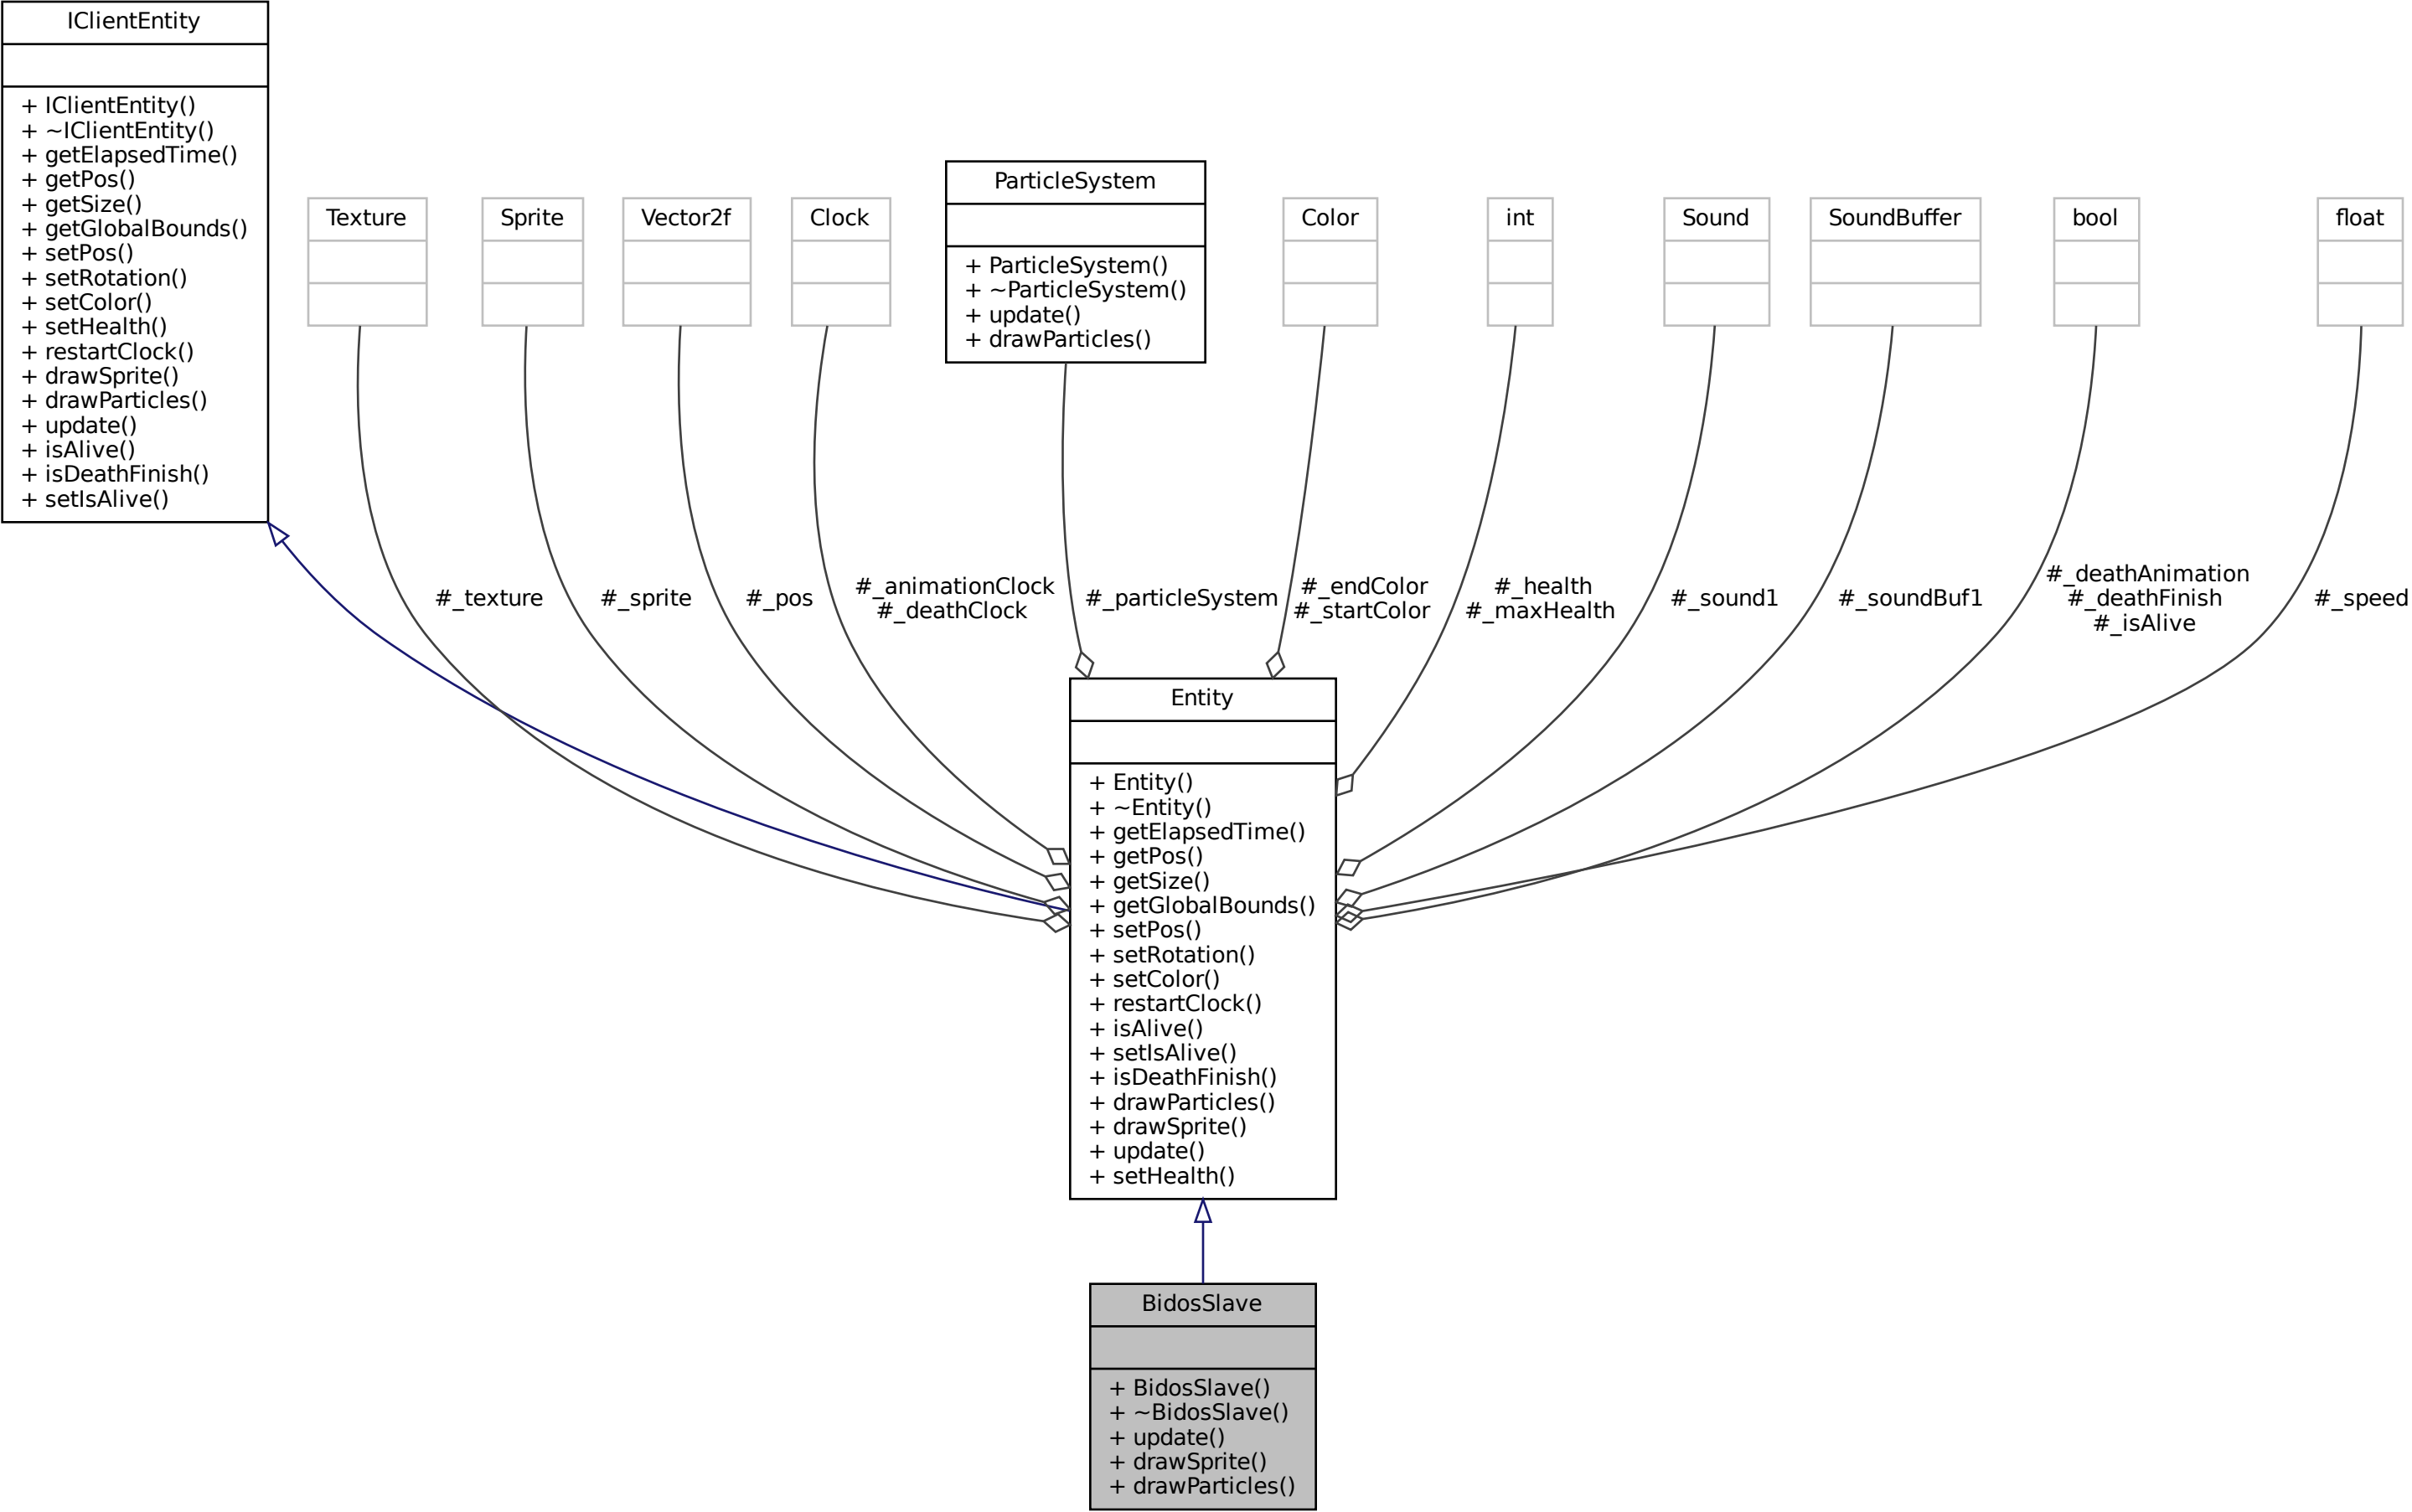 IClientEntity
+ IClientEntity()
+ ~IClientEntity()
+ getElapsedTime()
+ getPos()
+ getSize()
+ getGlobalBounds()
+ setPos()
+ setRotation()
+ setColor()
+ setHealth()
+ restartClock()
+ drawSprite()
+ drawParticles()
+ update()
+ isAlive()
+ isDeathFinish()
+ setIsAlive()
Texture
Sprite
Vector2f
Clock
ParticleSystem
+ ParticleSystem()
+ ~ParticleSystem()
+ update()
+ drawParticles()
Color
int
Sound
SoundBuffer
bool
float
#_texture
#_sprite
#_pos
#_animationClock
#_deathClock
#_particleSystem
#_endColor
#_startColor
#_health
#_maxHealth
#_sound1
#_soundBuf1
#_deathAnimation
#_deathFinish
#_isAlive
#_speed
Entity
+ Entity()
+ ~Entity()
+ getElapsedTime()
+ getPos()
+ getSize()
+ getGlobalBounds()
+ setPos()
+ setRotation()
+ setColor()
+ restartClock()
+ isAlive()
+ setIsAlive()
+ isDeathFinish()
+ drawParticles()
+ drawSprite()
+ update()
+ setHealth()
BidosSlave
+ BidosSlave()
+ ~BidosSlave()
+ update()
+ drawSprite()
+ drawParticles()